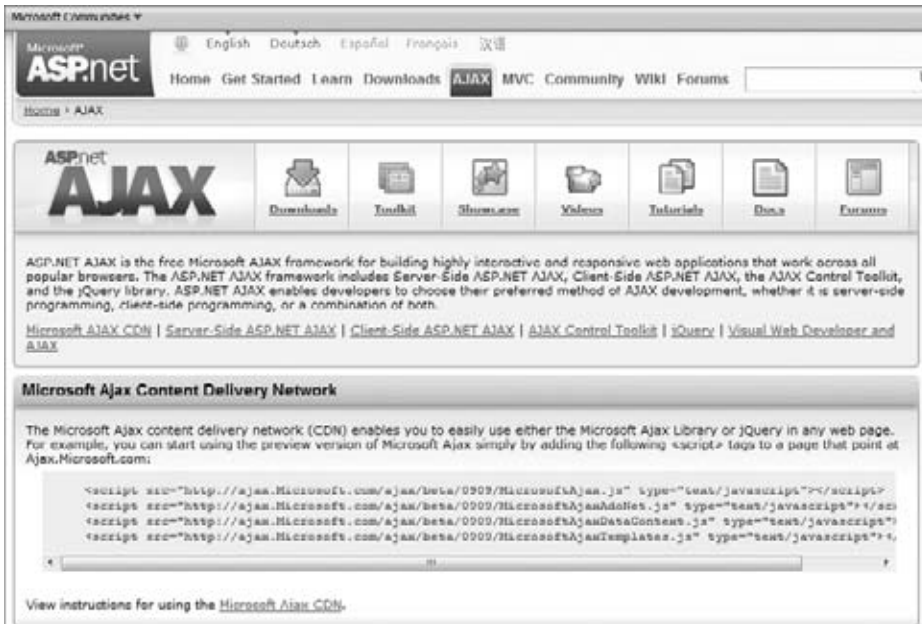 Microsoft Communities
English Deutsch Español Français 汉语
Microsoft
ASP.net
Home Get Started Learn Downloads AJAX MVC Community Wiki Forums
Home › AJAX
ASP.net
AJAX
Downloads Toolkit Showcase Videos Tutorials Docs Forums
ASP.NET AJAX is the free Microsoft AJAX framework for building highly interactive and responsive web applications that work across all
popular browsers. The ASP.NET AJAX framework includes Server-Side ASP.NET AJAX, Client-Side ASP.NET AJAX, the AJAX Control Toolkit,
and the jQuery library. ASP.NET AJAX enables developers to choose their preferred method of AJAX development, whether it is server-side
programming, client-side programming, or a combination of both.
Microsoft AJAX CDN | Server-Side ASP.NET AJAX | Client-Side ASP.NET AJAX | AJAX Control Toolkit | jQuery | Visual Web Developer and
AJAX
Microsoft Ajax Content Delivery Network
The Microsoft Ajax content delivery network (CDN) enables you to easily use either the Microsoft Ajax Library or jQuery in any web page.
For example, you can start using the preview version of Microsoft Ajax simply by adding the following <script> tags to a page that point at
Ajax.Microsoft.com:
<script src="http://ajax.Microsoft.com/ajax/beta/0909/MicrosoftAjax.js" type="text/javascript"></script>
<script src="http://ajax.Microsoft.com/ajax/beta/0909/MicrosoftAjaxAdoNet.js" type="text/javascript"></sc
<script src="http://ajax.Microsoft.com/ajax/beta/0909/MicrosoftAjaxDataContext.js" type="text/javascript"
<script src="http://ajax.Microsoft.com/ajax/beta/0909/MicrosoftAjaxTemplates.js" type="text/javascript"><
View instructions for using the Microsoft Ajax CDN.